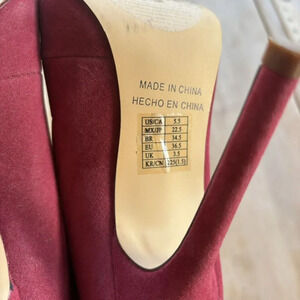 MADE IN CHINA
HECHO EN CHINA
US/CA 5.5
MX/JP 22.5
BR 34.5
EU 36.5
UK 3.5
KR/CN 225(1.5)